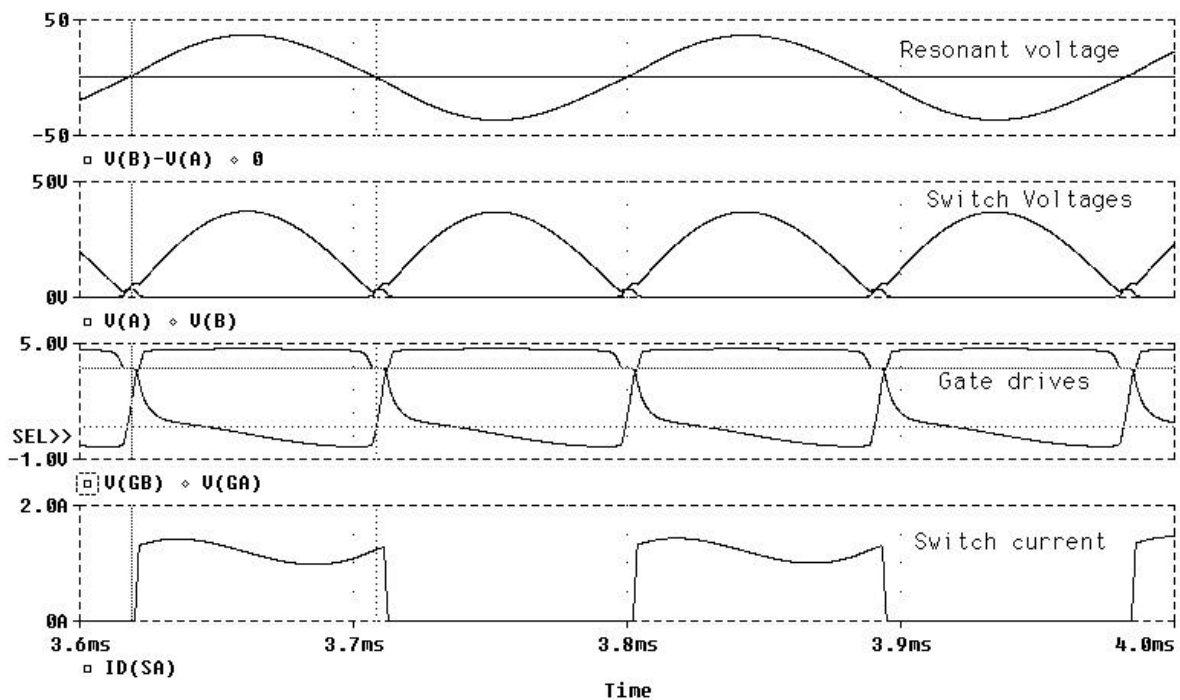 50
Resonant voltage
-50
V(B)-V(A) 0
50V
Switch Voltages
0V
V(A) V(B)
5.0V
Gate drives
SEL>>
-1.0V
V(GB) V(GA)
2.0A
Switch current
0A
3.6ms 3.7ms 3.8ms 3.9ms 4.0ms
ID(SA)
Time